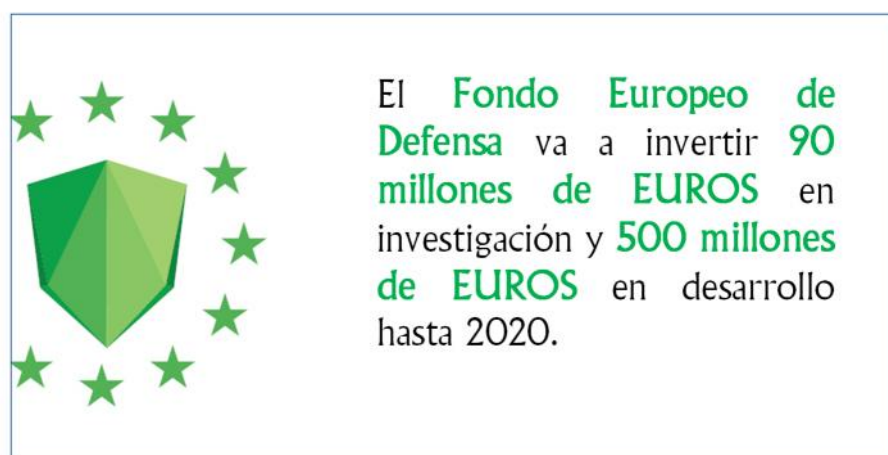 El Fondo Europeo de
Defensa va a invertir 90
millones de EUROS en
investigación y 500 millones
de EUROS en desarrollo
hasta 2020.